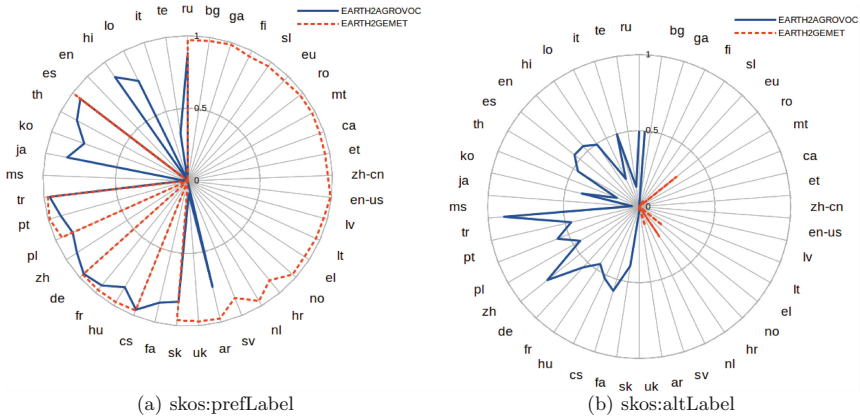 EARTH2AGROVOC
EARTH2GEMET
ru
bg
ga
fi
sl
eu
ro
mt
ca
et
zh-cn
en-us
lv
lt
el
no
hr
nl
sv
ar
uk
sk
fa
cs
hu
fr
de
zh
pl
pt
tr
ms
ja
ko
th
es
en
hi
lo
it
te
1
0.5
0
(a) skos:prefLabel
EARTH2AGROVOC
EARTH2GEMET
ru
bg
ga
fi
sl
eu
ro
mt
ca
et
zh-cn
en-us
lv
lt
el
no
hr
nl
sv
ar
uk
sk
fa
cs
hu
fr
de
zh
pl
pt
tr
ms
ja
ko
th
es
en
hi
lo
it
te
1
0.5
0
(b) skos:altLabel